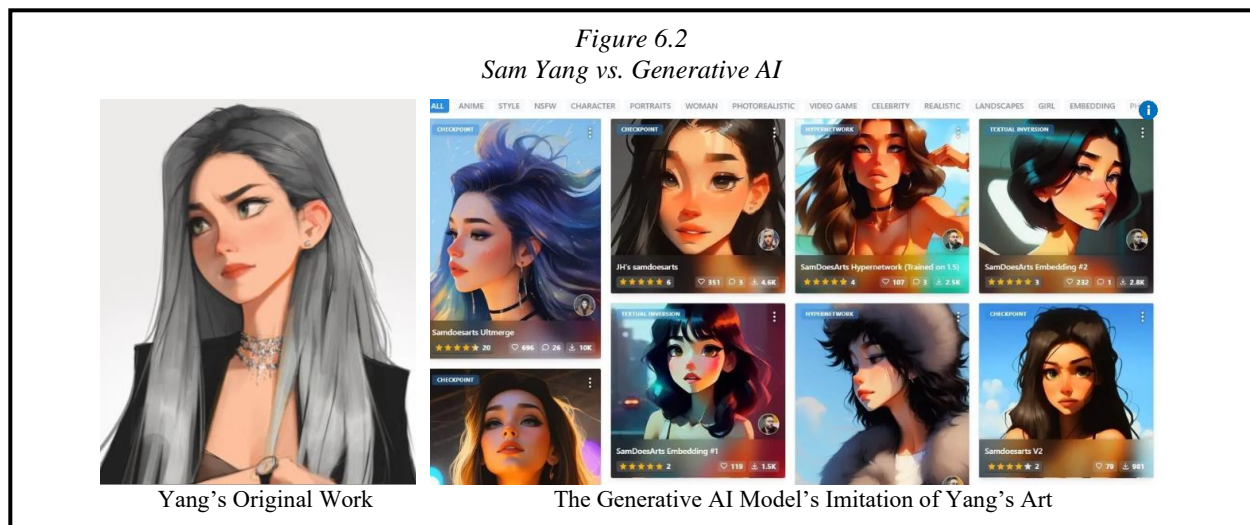 Figure 6.2
Sam Yang vs. Generative AI
ALL ANIME STYLE NSFW CHARACTER PORTRAITS WOMAN PHOTOREALISTIC VIDEO GAME CELEBRITY REALISTIC LANDSCAPES GIRL EMBEDDING
CHECKPOINT
Samdoesarts Ultmerge
20 696 26 10K
CHECKPOINT
CHECKPOINT
JH's samdoesarts
6 351 3 4.6K
TEXTUAL INVERSION
SamDoesArts Embedding #1
2 119 1.5K
HYPERNETWORK
SamDoesArts Hypernetwork (Trained on 1.5)
4 107 3 2.5K
HYPERNETWORK
TEXTUAL INVERSION
SamDoesArts Embedding #2
3 232 1 2.8K
CHECKPOINT
Samdoesarts V2
2 79 981
Yang's Original Work
The Generative AI Model's Imitation of Yang's Art